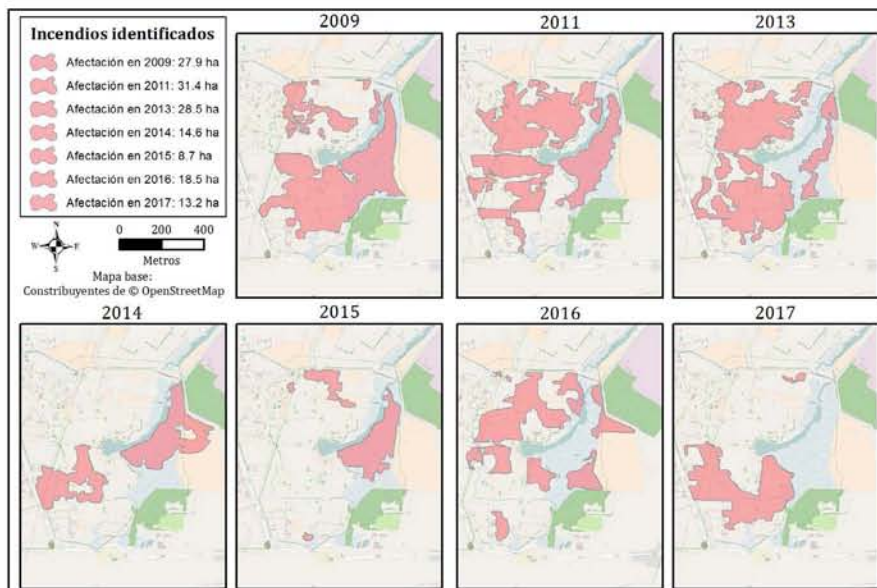 Incendios identificados
Afectación en 2009: 27.9 ha
Afectación en 2011: 31.4 ha
Afectación en 2013: 28.5 ha
Afectación en 2014: 14.6 ha
Afectación en 2015: 8.7 ha
Afectación en 2016: 18.5 ha
Afectación en 2017: 13.2 ha
N
W E
S
0 200 400
Metros
Mapa base:
Constribuyentes de © OpenStreetMap
2009
2011
2013
2014
2015
2016
2017